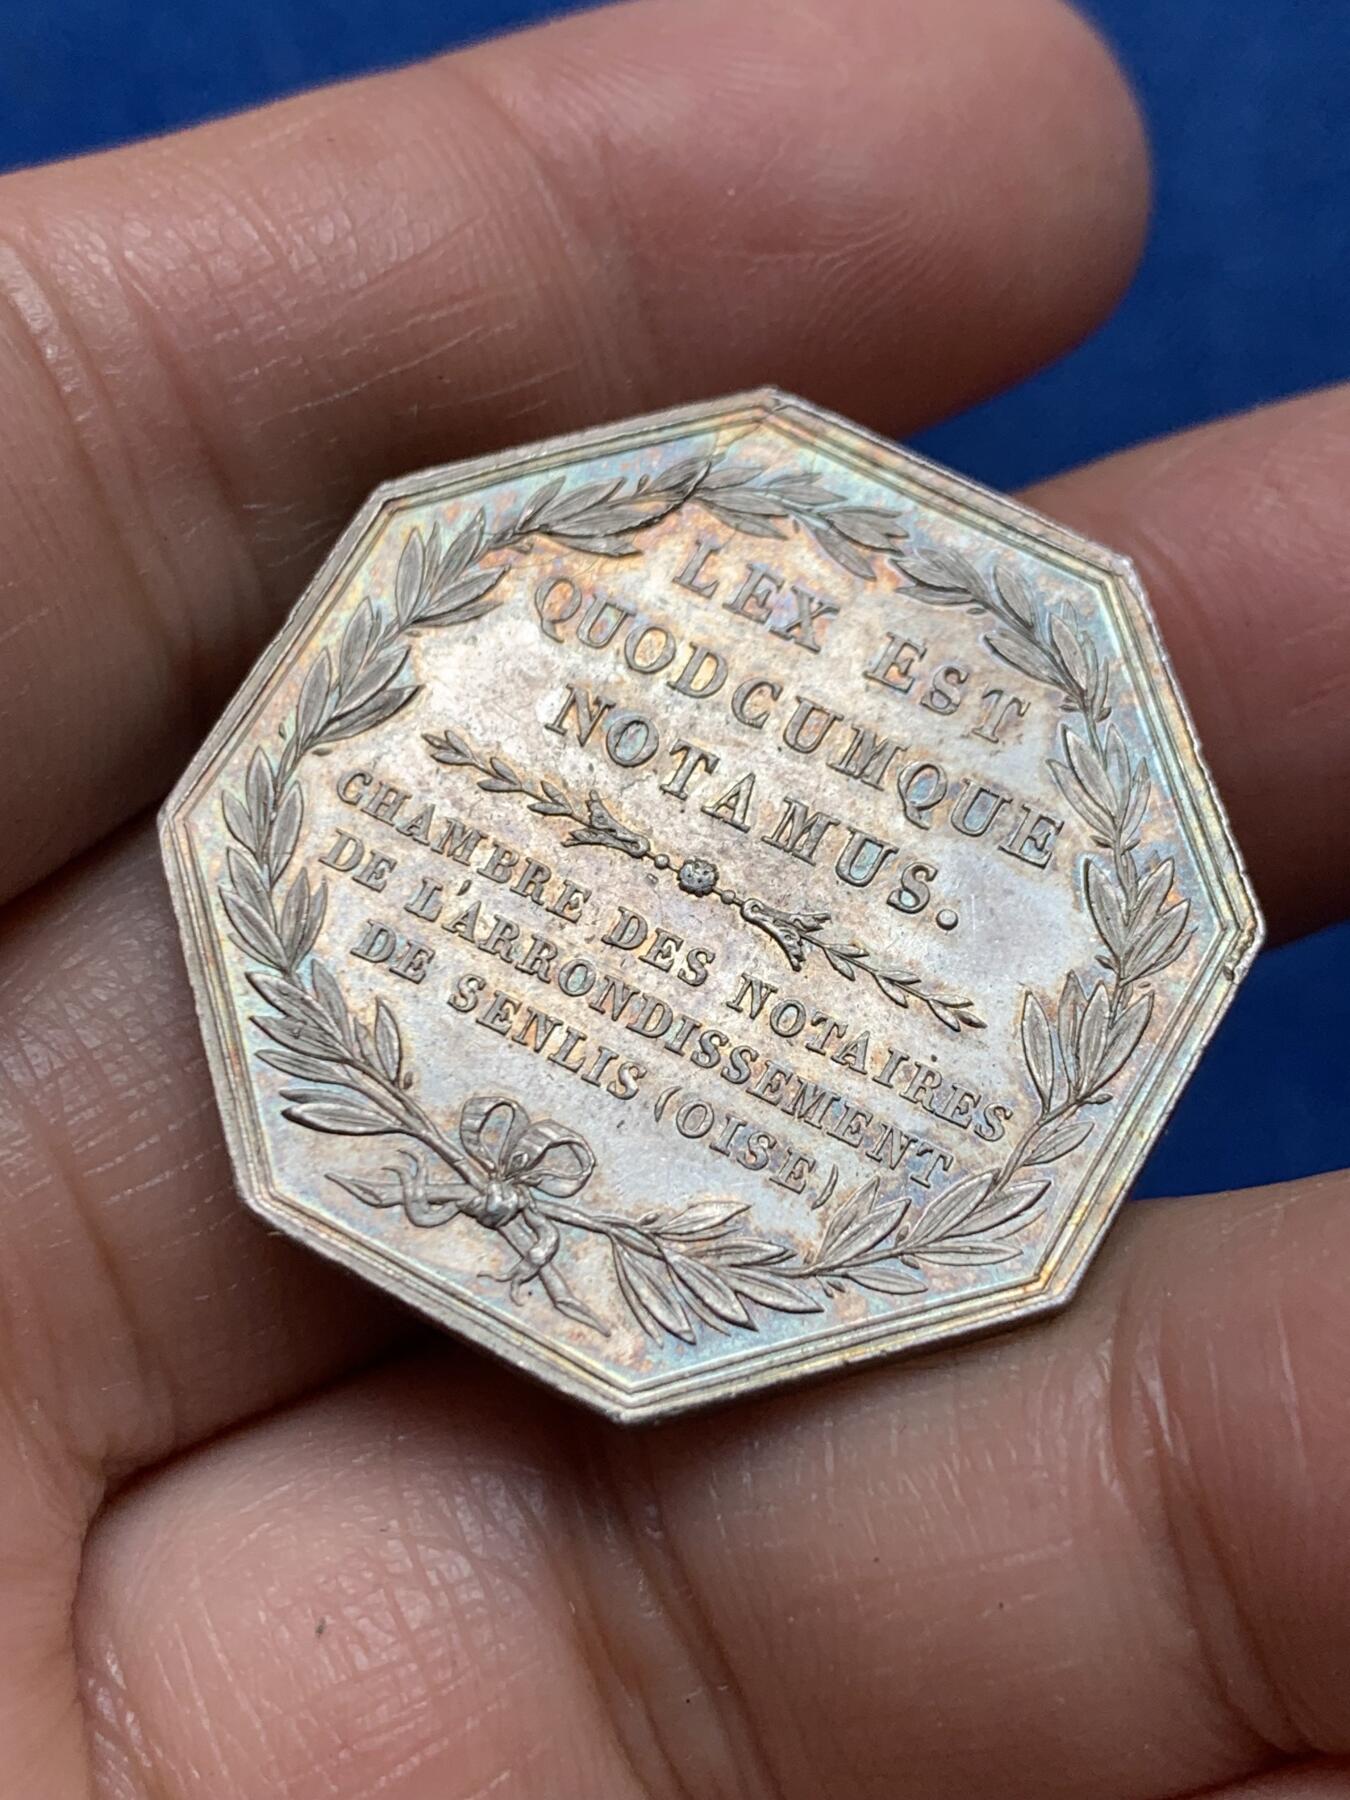 LEX EST
QUODCUMQUE
NOTAMUS.
CHAMBRE DES NOTAIRES
DE L'ARRONDISSEMENT
DE SENLIS (OISE)